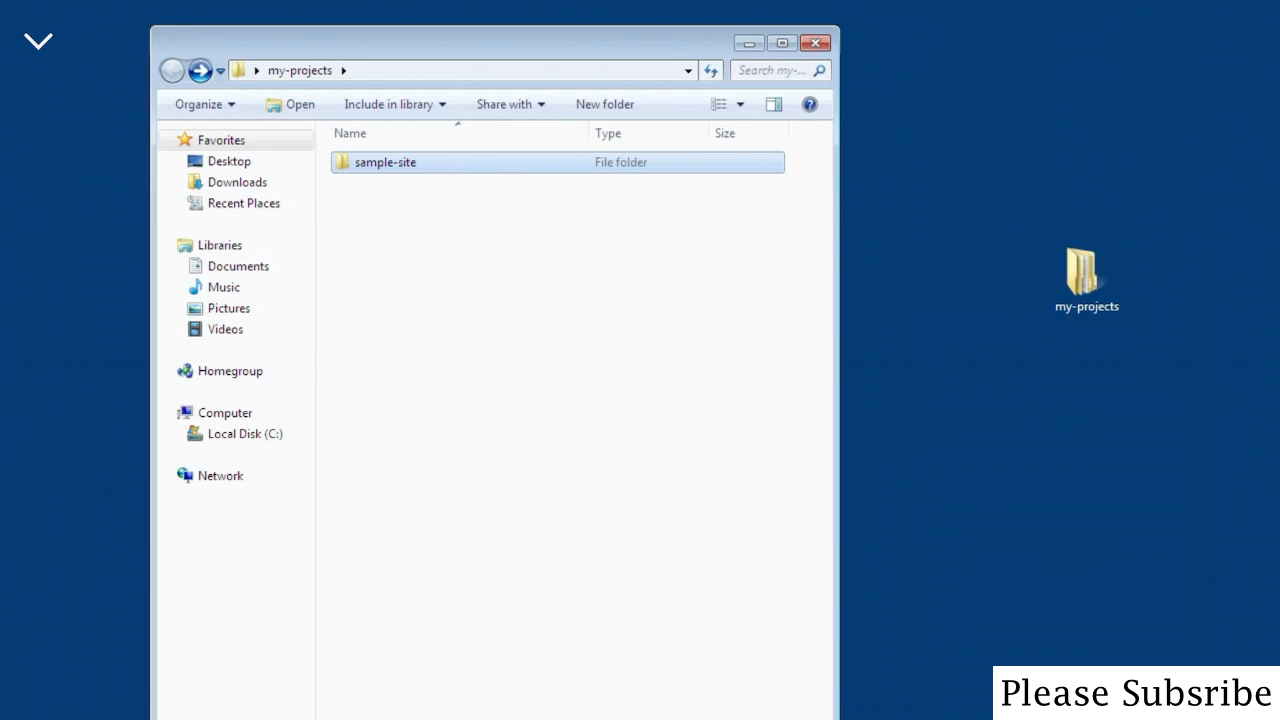 my-projects
Search my-...
Organize Open Include in library Share with New folder
Name Type Size
Favorites
Desktop
Downloads
Recent Places
Libraries
Documents
Music
Pictures
Videos
Homegroup
Computer
Local Disk (C:)
Network
sample-site File folder
my-projects
Please Subsribe